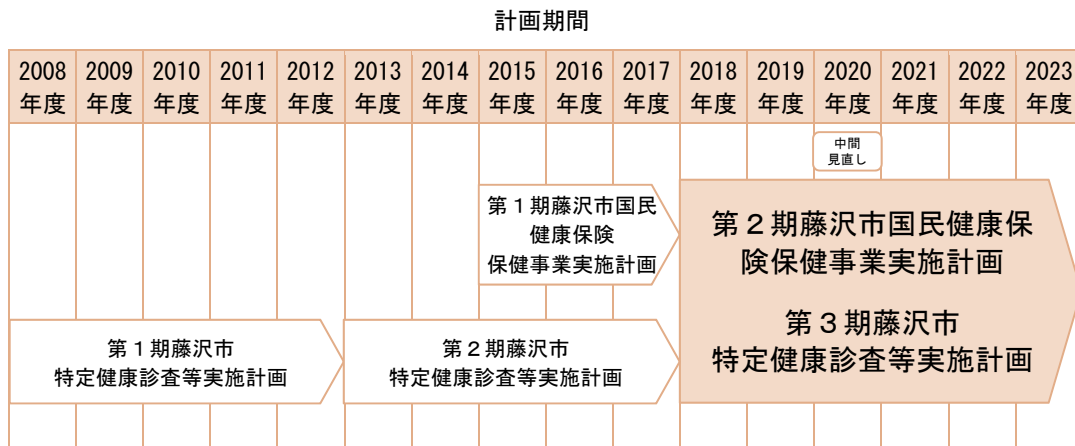 計画期間
2008 2009 2010 2011 2012 2013 2014 2015 2016 2017 2018 2019 2020 2021 2022 2023
年度 年度 年度 年度 年度 年度 年度 年度 年度 年度 年度 年度 年度 年度 年度 年度
中間
見直し
第1期藤沢市国民
健康保険
保健事業実施計画
第2期藤沢市国民健康保
険保健事業実施計画
第3期藤沢市
特定健康診査等実施計画
第1期藤沢市
特定健康診査等実施計画
第2期藤沢市
特定健康診査等実施計画